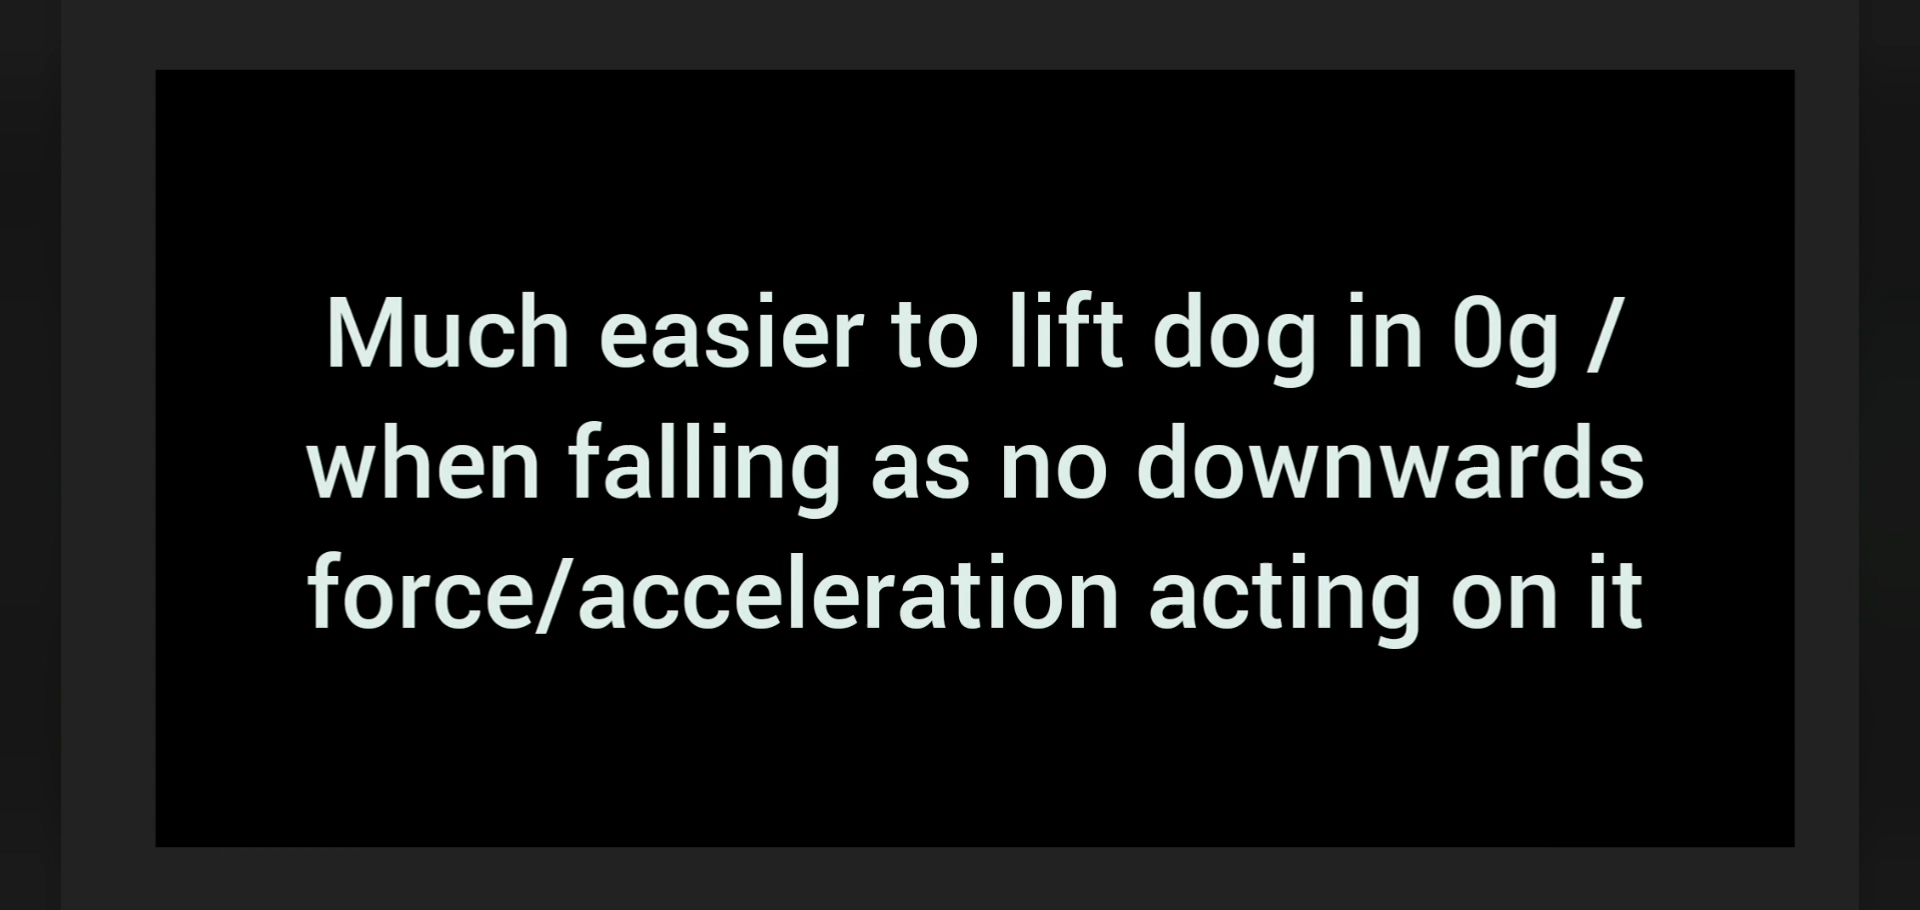 Much easier to lift dog in 0g /
when falling as no downwards
force/acceleration acting on it